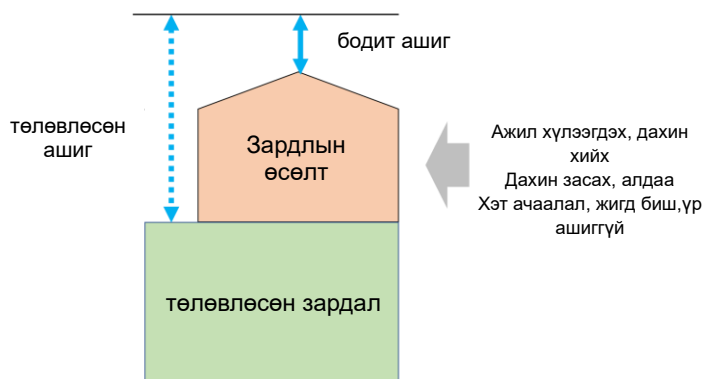 бодит ашиг
төлөвлөсөн
ашиг
Зардлын
өсөлт
Ажил хүлээгдэх, дахин
хийх
Дахин засах, алдаа
Хэт ачаалал, жигд биш,үр
ашиггүй
төлөвлөсөн зардал